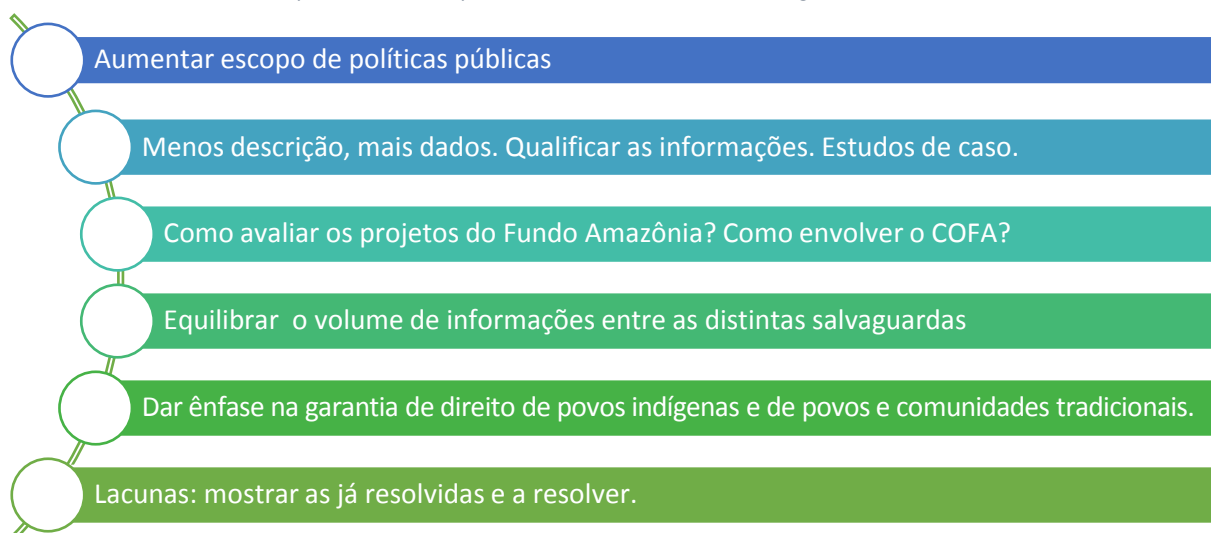 Aumentar escopo de políticas públicas
Menos descrição, mais dados. Qualificar as informações. Estudos de caso.
Como avaliar os projetos do Fundo Amazônia? Como envolver o COFA?
Equilibrar o volume de informações entre as distintas salvaguardas
Dar ênfase na garantia de direito de povos indígenas e de povos e comunidades tradicionais.
Lacunas: mostrar as já resolvidas e a resolver.